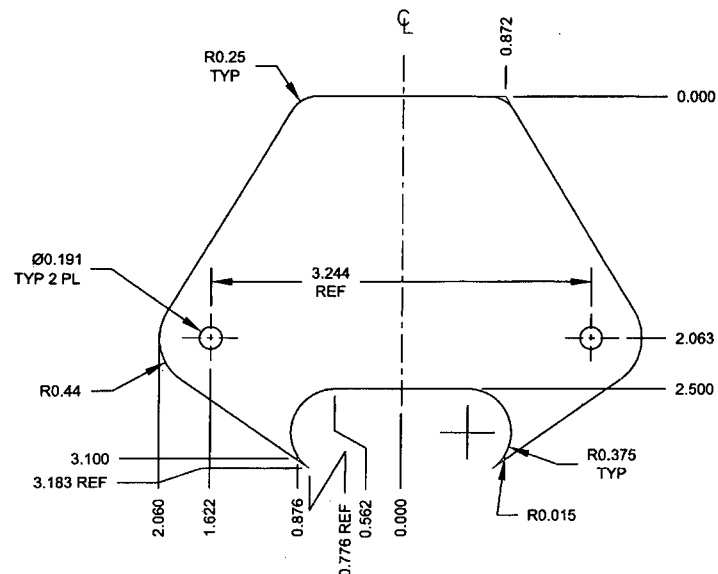 ℄
0.872
R0.25
TYP
0.000
Ø0.191
TYP 2 PL
3.244
REF
2.063
R0.44
2.500
3.100
3.183 REF
R0.375
TYP
R0.015
2.060
1.622
0.876
0.776 REF
0.562
0.000